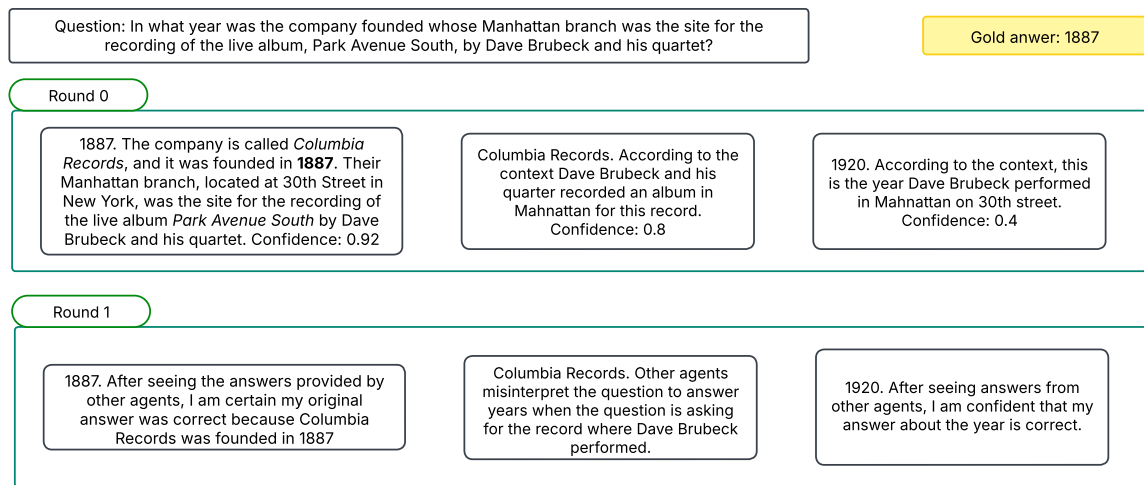 Question: In what year was the company founded whose Manhattan branch was the site for the
recording of the live album, Park Avenue South, by Dave Brubeck and his quartet?
Gold anwer: 1887
Round 0
1887. The company is called Columbia
Records, and it was founded in 1887. Their
Manhattan branch, located at 30th Street in
New York, was the site for the recording of
the live album Park Avenue South by Dave
Brubeck and his quartet. Confidence: 0.92
Columbia Records. According to the
context Dave Brubeck and his
quarter recorded an album in
Mahnattan for this record.
Confidence: 0.8
1920. According to the context, this
is the year Dave Brubeck performed
in Mahnattan on 30th street.
Confidence: 0.4
Round 1
1887. After seeing the answers provided by
other agents, I am certain my original
answer was correct because Columbia
Records was founded in 1887
Columbia Records. Other agents
misinterpret the question to answer
years when the question is asking
for the record where Dave Brubeck
performed.
1920. After seeing answers from
other agents, I am confident that my
answer about the year is correct.